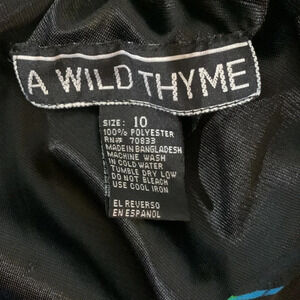 A WILD THYME
SIZE: 10
100% POLYESTER
RN# 70833
MADE IN BANGLADESH
MACHINE WASH
IN COLD WATER
TUMBLE DRY LOW
DO NOT BLEACH
USE COOL IRON
EL REVERSO
EN ESPANOL